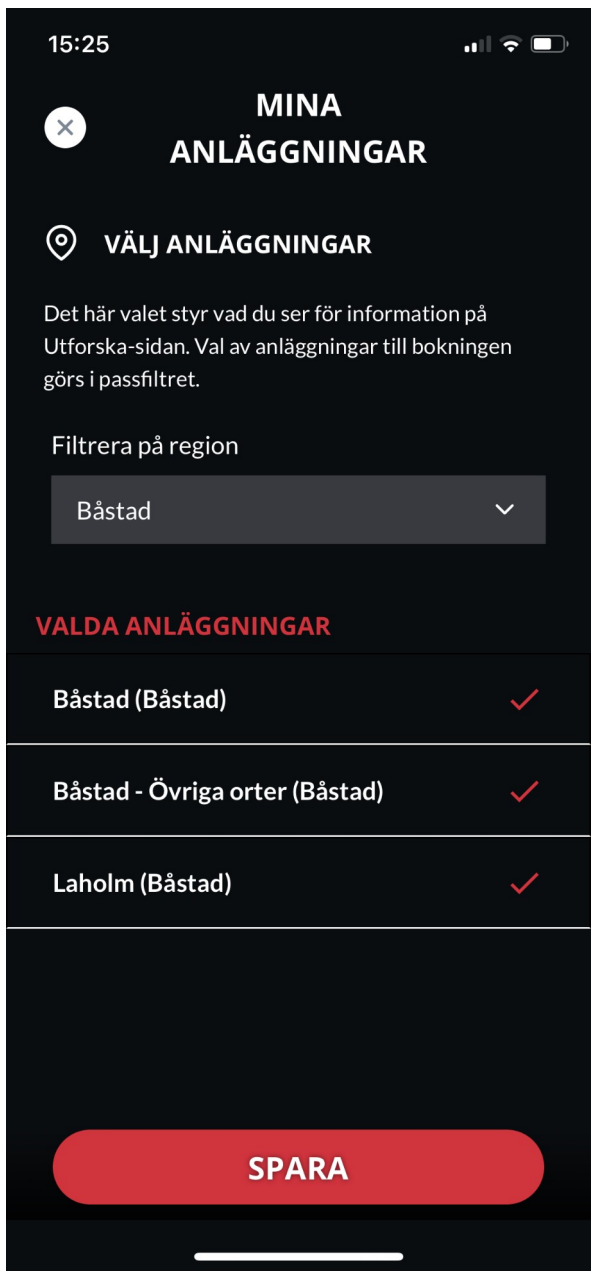 15:25
MINA
ANLÄGGNINGAR
VÄLJ ANLÄGGNINGAR
Det här valet styr vad du ser för information på
Utforska-sidan. Val av anläggningar till bokningen
görs i passfiltret.
Filtrera på region
Båstad
VALDA ANLÄGGNINGAR
Båstad (Båstad)
Båstad - Övriga orter (Båstad)
Laholm (Båstad)
SPARA